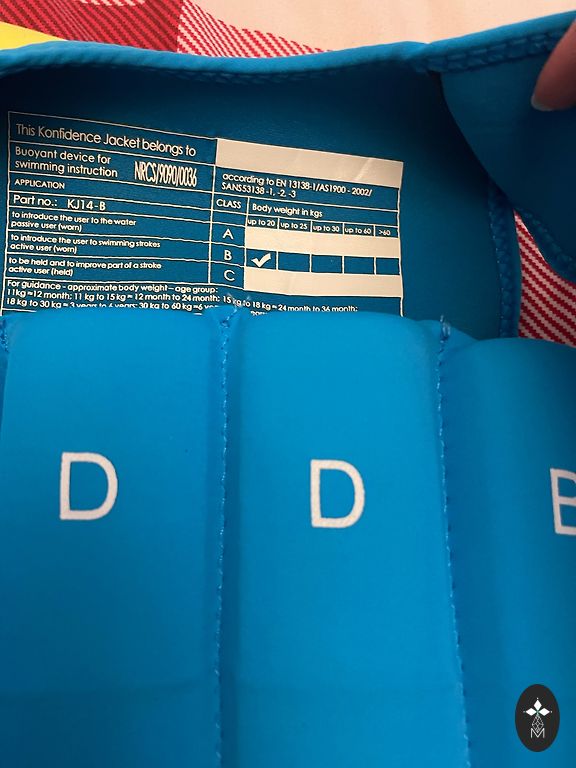 This Konfidence Jacket belongs to
Buoyant device for
swimming instruction NRCS/9090/0036
according to EN 13138-1/AS1900 - 2002/
SANS53138 -1, -2, -3
APPLICATION
CLASS
Body weight in kgs
Part no.: KJ14-B
up to 20 up to 25 up to 30 up to 60 >60
to introduce the user to the water
passive user (worn)
A
to introduce the user to swimming strokes
active user (worn)
B
to be held and to improve part of a stroke
active user (held)
C
For guidance - approximate body weight – age group:
11kg = 12 month; 11 kg to 15 kg = 12 month to 24 month; 15 kg to 18 kg = 24 month to 36 month;
18 kg to 30 kg = 3 years to 6 years; 30 kg to 60 kg =6
D D B
M